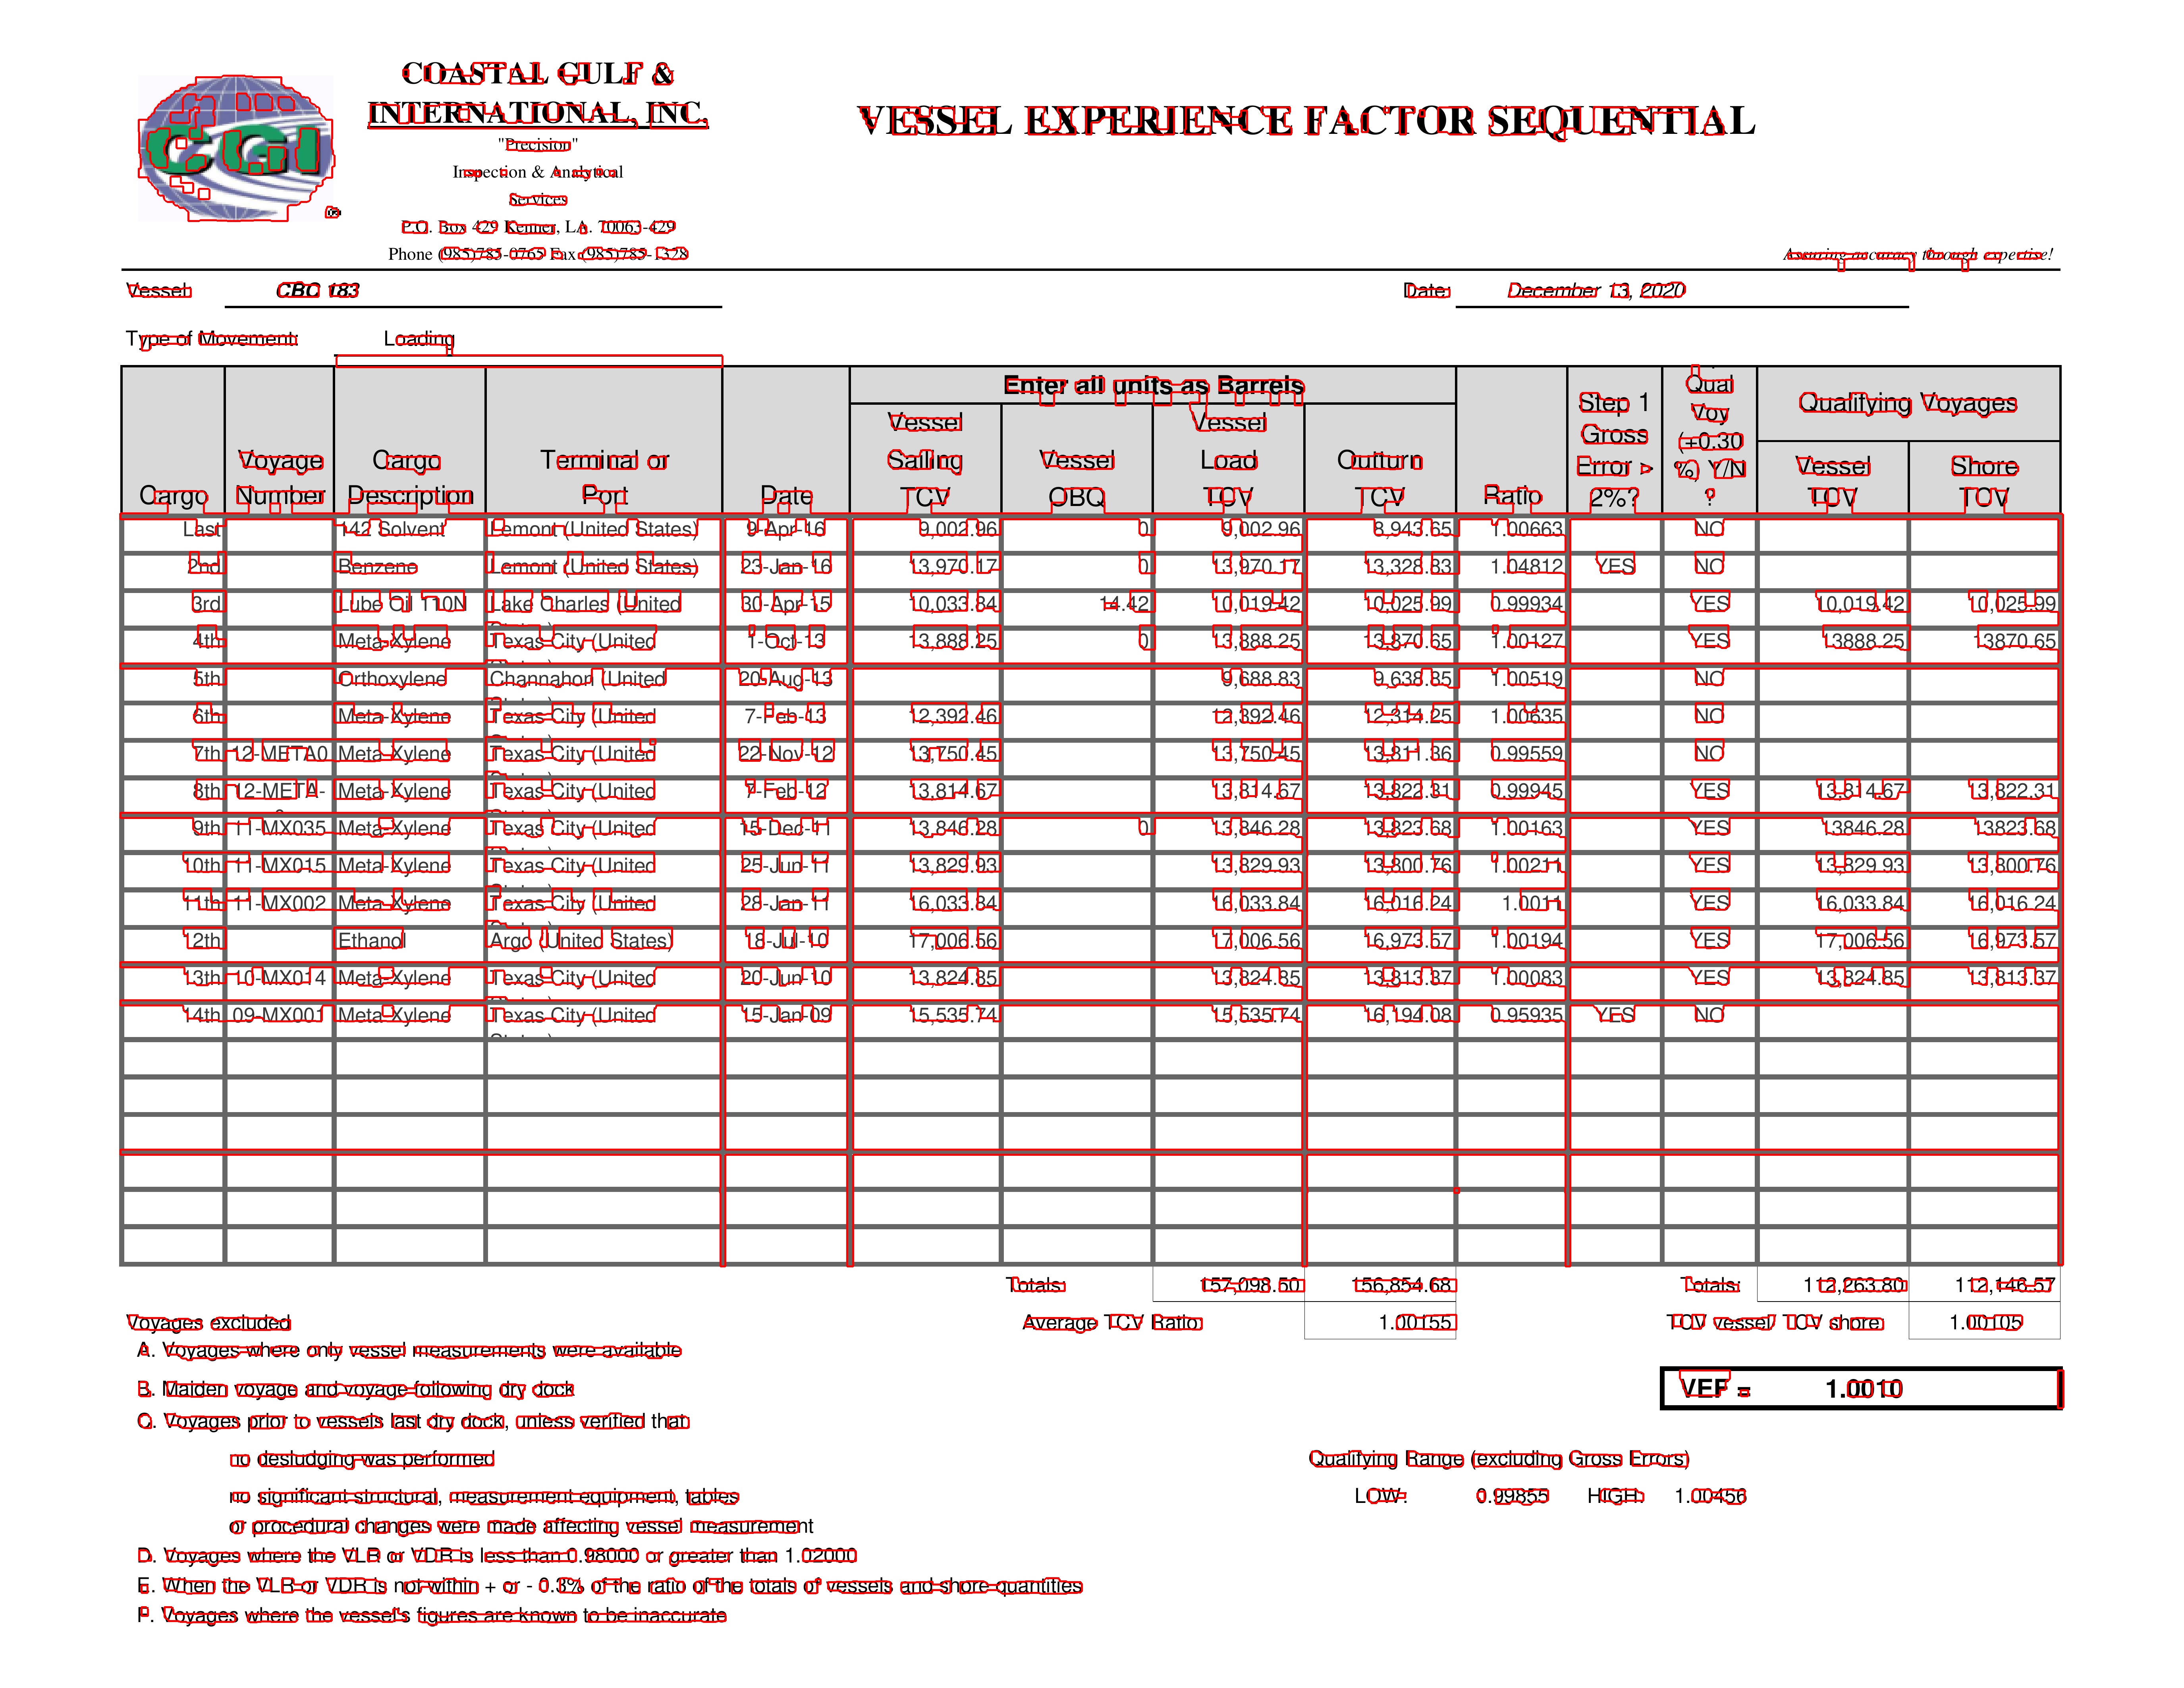 COASTAL GULF &
INTERNATIONAL, INC.
"Precision"
Inspection & Analytical
Services
P.O. Box 429 Kenner, LA. 70063-429
Phone (985)785-0765 Fax (985)785-1328
CGI
VESSEL EXPERIENCE FACTOR SEQUENTIAL
Assuring accuracy through expertise!
Vessel: CBC 183 Date: December 13, 2020
Type of Movement: Loading
Enter all units as Barrels
Cargo Voyage Number Cargo Description Terminal or Port Date Vessel Sailing TCV Vessel OBQ Vessel Load TCV Outturn TCV Ratio Step 1 Gross Error > 2%? Qual Voy (+0.30 %) Y/N ? Qualifying Voyages Vessel TCV Shore TCV
Last 142 Solvent Lemont (United States) 9-Apr-16 9,002.96 0 9,002.96 8,943.65 1.00663 NO
2nd Benzene Lemont (United States) 23-Jan-16 13,970.17 0 13,970.17 13,328.83 1.04812 YES NO
3rd Lube Oil 110N Lake Charles (United 30-Apr-15 10,033.84 14.42 10,019.42 10,025.99 0.99934 YES 10,019.42 10,025.99
4th Meta-Xylene Texas City (United 1-Oct-13 13,888.25 0 13,888.25 13,870.65 1.00127 YES 13888.25 13870.65
5th Orthoxylene Channahon (United 20-Aug-13 9,688.83 9,638.85 1.00519 NO
6th Meta-Xylene Texas City (United 7-Feb-13 12,392.46 12,392.46 12,314.25 1.00635 NO
7th 12-META0 Meta-Xylene Texas City (United 22-Nov-12 13,750.45 13,750.45 13,811.36 0.99559 NO
8th 12-META- Meta-Xylene Texas City (United 7-Feb-12 13,814.67 13,814.67 13,822.31 0.99945 YES 13,814.67 13,822.31
9th 11-MX035 Meta-Xylene Texas City (United 15-Dec-11 13,846.28 0 13,846.28 13,823.68 1.00163 YES 13846.28 13823.68
10th 11-MX015 Meta-Xylene Texas City (United 25-Jun-11 13,829.93 13,829.93 13,800.76 1.00211 YES 13,829.93 13,800.76
11th 11-MX002 Meta-Xylene Texas City (United 28-Jan-11 16,033.84 16,033.84 16,016.24 1.0011 YES 16,033.84 16,016.24
12th Ethanol Argo (United States) 18-Jul-10 17,006.56 17,006.56 16,973.57 1.00194 YES 17,006.56 16,973.57
13th 10-MX014 Meta-Xylene Texas City (United 20-Jun-10 13,824.85 13,824.85 13,813.37 1.00083 YES 13,824.85 13,813.37
14th 09-MX001 Meta-Xylene Texas City (United 15-Jan-09 15,535.74 15,535.74 16,194.08 0.95935 YES NO
Totals: 157,098.50 156,854.68 Totals: 112,263.80 112,146.57
Voyages excluded Average TCV Ratio 1.00155 TCV vessel/ TCV shore 1.00105
A. Voyages where only vessel measurements were available
VEF = 1.0010
B. Maiden voyage and voyage following dry dock
C. Voyages prior to vessels last dry dock, unless verified that:
no desludging was performed
Qualifying Range (excluding Gross Errors)
no significant structural, measurement equipment, tables
LOW: 0.99855 HIGH: 1.00456
or procedural changes were made affecting vessel measurement
D. Voyages where the VLR or VDR is less than 0.98000 or greater than 1.02000
E. When the VLR or VDR is not within + or - 0.3% of the ratio of the totals of vessels and shore quantities
F. Voyages where the vessel's figures are known to be inaccurate